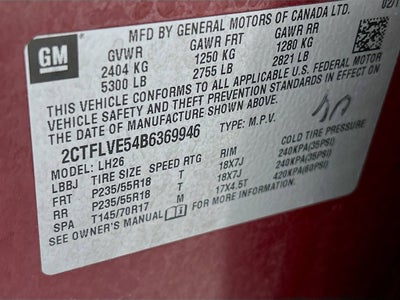 GM
MFD BY GENERAL MOTORS OF CANADA LTD.
GVWR GAWR FRT GAWR RR
2404 KG 1250 KG 1280 KG
5300 LB 2755 LB 2821 LB
THIS VEHICLE CONFORMS TO ALL APPLICABLE U.S. FEDERAL MOTOR
VEHICLE SAFETY AND THEFT PREVENTION STANDARDS IN EFFECT ON
THE DATE OF MANUFACTURE SHOWN ABOVE.
2CTFLVE54B6369946 TYPE: M.P.V.
MODEL: LH26
LBBJ TIRE SIZE SPEED RTG RIM COLD TIRE PRESSURE
FRT P235/55R18 T 18X7J 240KPA(35PSI)
RR P235/55R18 T 18X7J 240KPA(35PSI)
SPA T145/70R17 M 17X4.5T 420KPA(60PSI)
SEE OWNER'S MANUAL